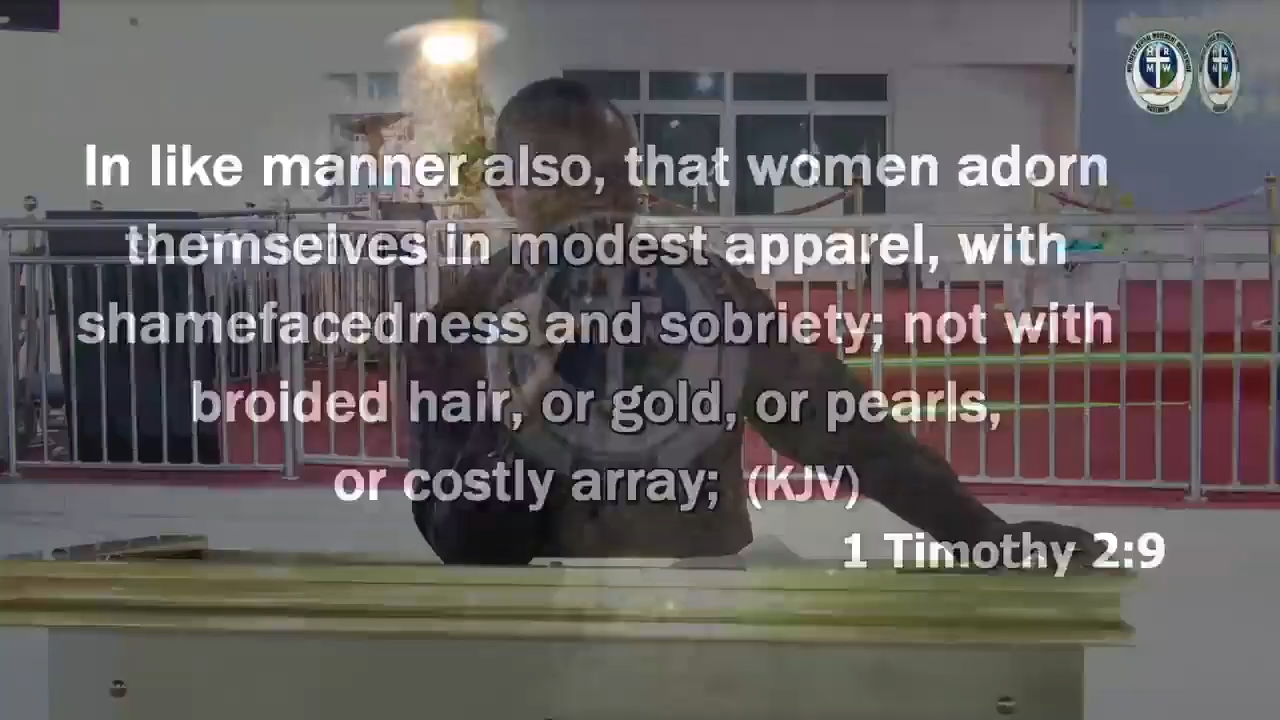 In like manner also, that women adorn
themselves in modest apparel, with
shamefacedness and sobriety; not with
broided hair, or gold, or pearls,
or costly array; (KJV)
1 Timothy 2:9